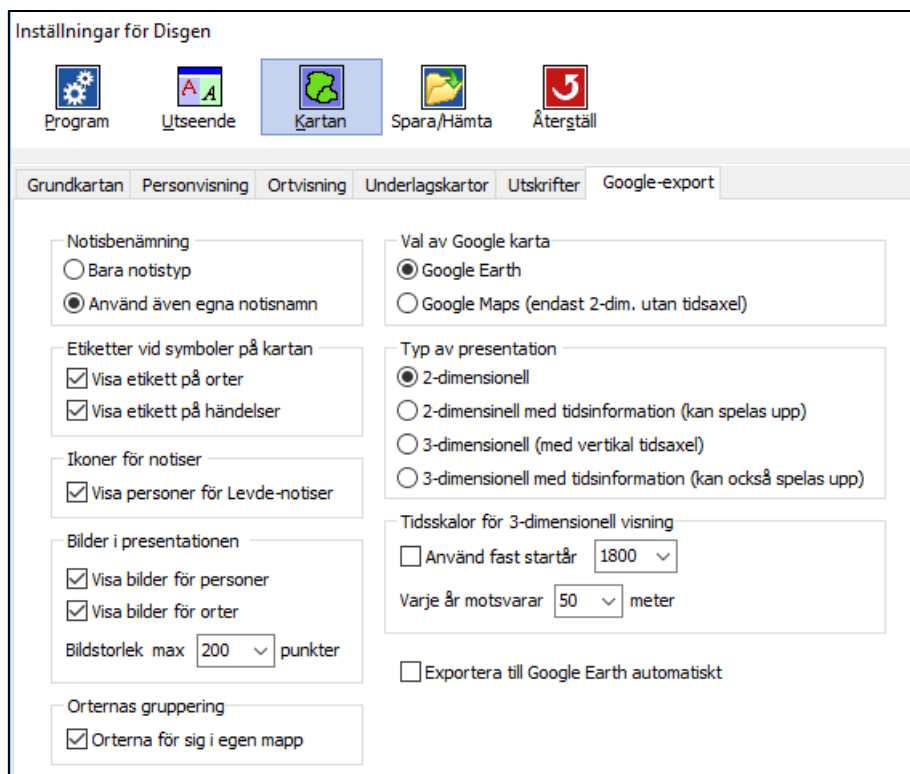 Inställningar för Disgen
Program Utseende Kartan Spara/Hämta Återställ
Grundkartan Personvisning Ortvisning Underlagskartor Utskrifter Google-export
Notisbenämning
Bara notistyp
Använd även egna notisnamn
Etiketter vid symboler på kartan
Visa etikett på orter
Visa etikett på händelser
Ikoner för notiser
Visa personer för Levde-notiser
Bilder i presentationen
Visa bilder för personer
Visa bilder för orter
Bildstorlek max 200 punkter
Orternas gruppering
Orterna för sig i egen mapp
Val av Google karta
Google Earth
Google Maps (endast 2-dim. utan tidsaxel)
Typ av presentation
2-dimensionell
2-dimensinell med tidsinformation (kan spelas upp)
3-dimensionell (med vertikal tidsaxel)
3-dimensionell med tidsinformation (kan också spelas upp)
Tidsskalor för 3-dimensionell visning
Använd fast startår 1800
Varje år motsvarar 50 meter
Exportera till Google Earth automatiskt